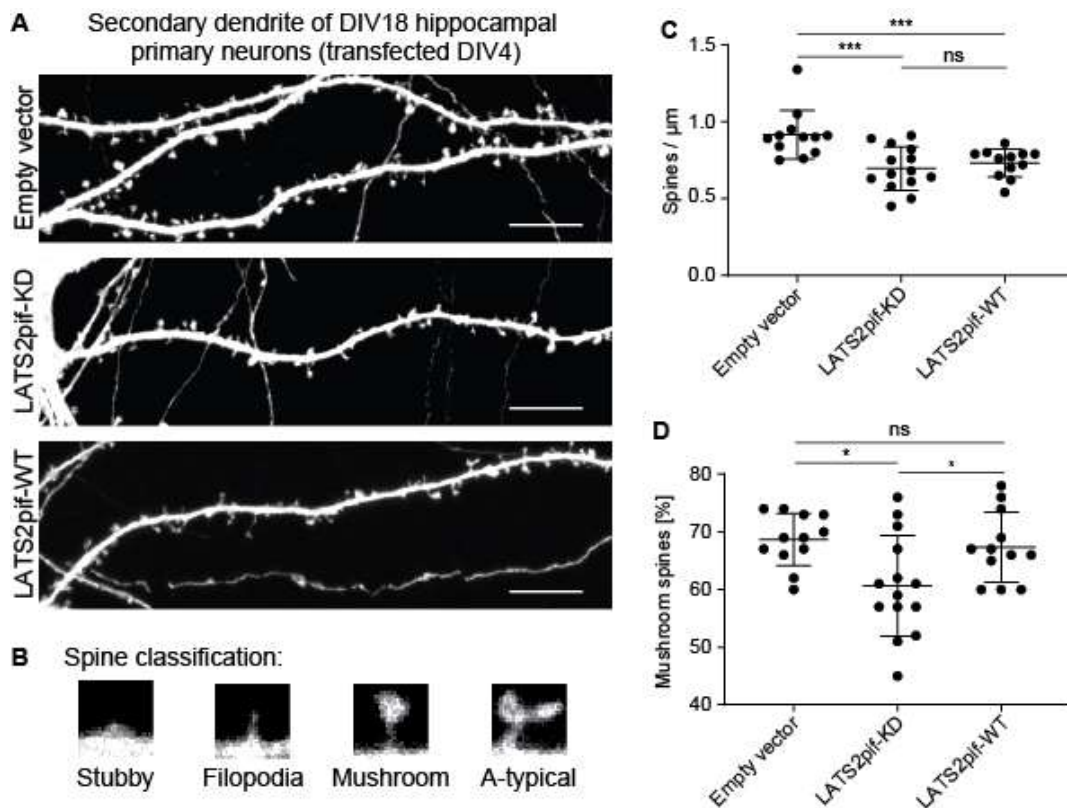 A
Secondary dendrite of DIV18 hippocampal
primary neurons (transfected DIV4)
Empty vector
LATS2pif-KD
LATS2pif-WT
B
Spine classification:
Stubby
Filopodia
Mushroom
A-typical
C
***
***
ns
Spines / µm
1.5
1.0
0.5
0.0
Empty vector
LATS2pif-KD
LATS2pif-WT
D
ns
*
*
Mushroom spines [%]
80
70
60
50
40
Empty vector
LATS2pif-KD
LATS2pif-WT